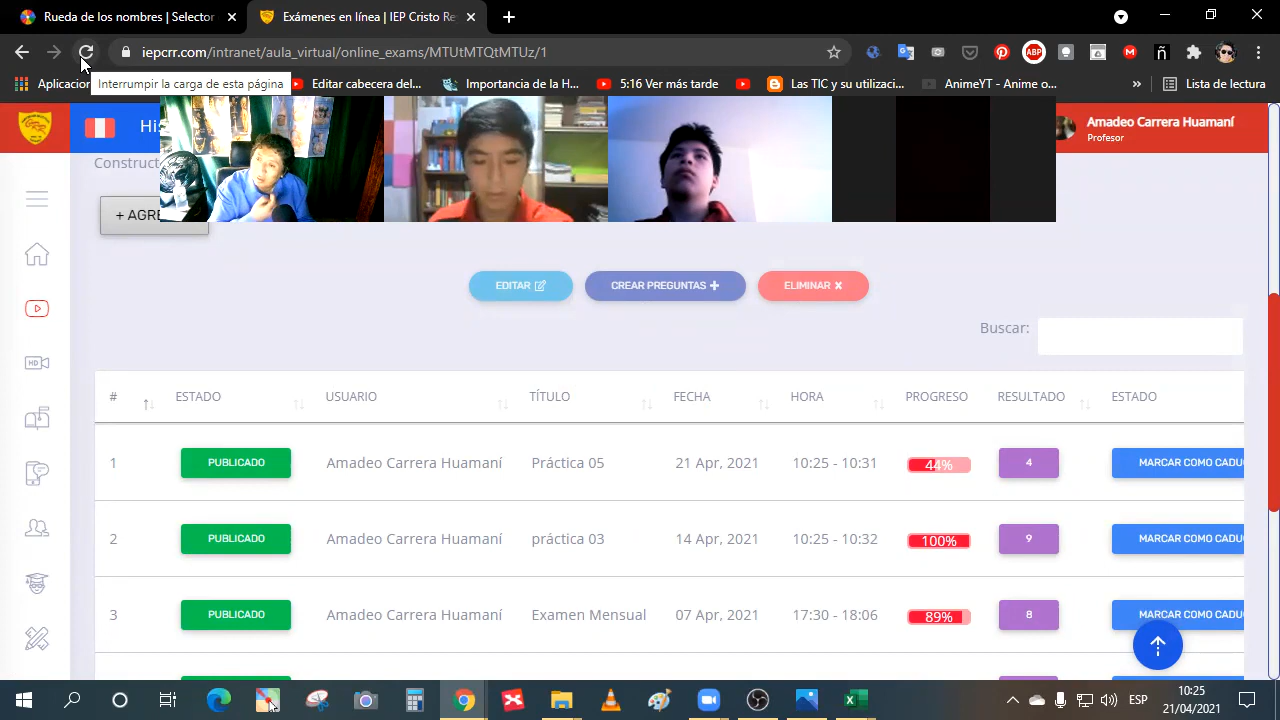 Rueda de los nombres | Selector
Exámenes en línea | IEP Cristo Re
iepcrr.com/intranet/aula_virtual/online_exams/MTUtMTQtMTUz/1
Aplicacion
Interrumpir la carga de esta página
Editar cabecera del...
Importancia de la H...
5:16 Ver más tarde
Las TIC y su utilizaci...
AnimeYT - Anime o...
»
Lista de lectura
ABP
ñ
His
Amadeo Carrera Huamaní
Profesor
Construct
+ AGRE
EDITAR
CREAR PREGUNTAS
ELIMINAR
Buscar:
# ESTADO USUARIO TÍTULO FECHA HORA PROGRESO RESULTADO ESTADO
1 PUBLICADO Amadeo Carrera Huamaní Práctica 05 21 Apr, 2021 10:25 - 10:31 44% 4 MARCAR COMO CADU
2 PUBLICADO Amadeo Carrera Huamaní práctica 03 14 Apr, 2021 10:25 - 10:32 100% 9 MARCAR COMO CADU
3 PUBLICADO Amadeo Carrera Huamaní Examen Mensual 07 Apr, 2021 17:30 - 18:06 89% 8 MARCAR COMO CADU
HD
ESP
10:25
21/04/2021